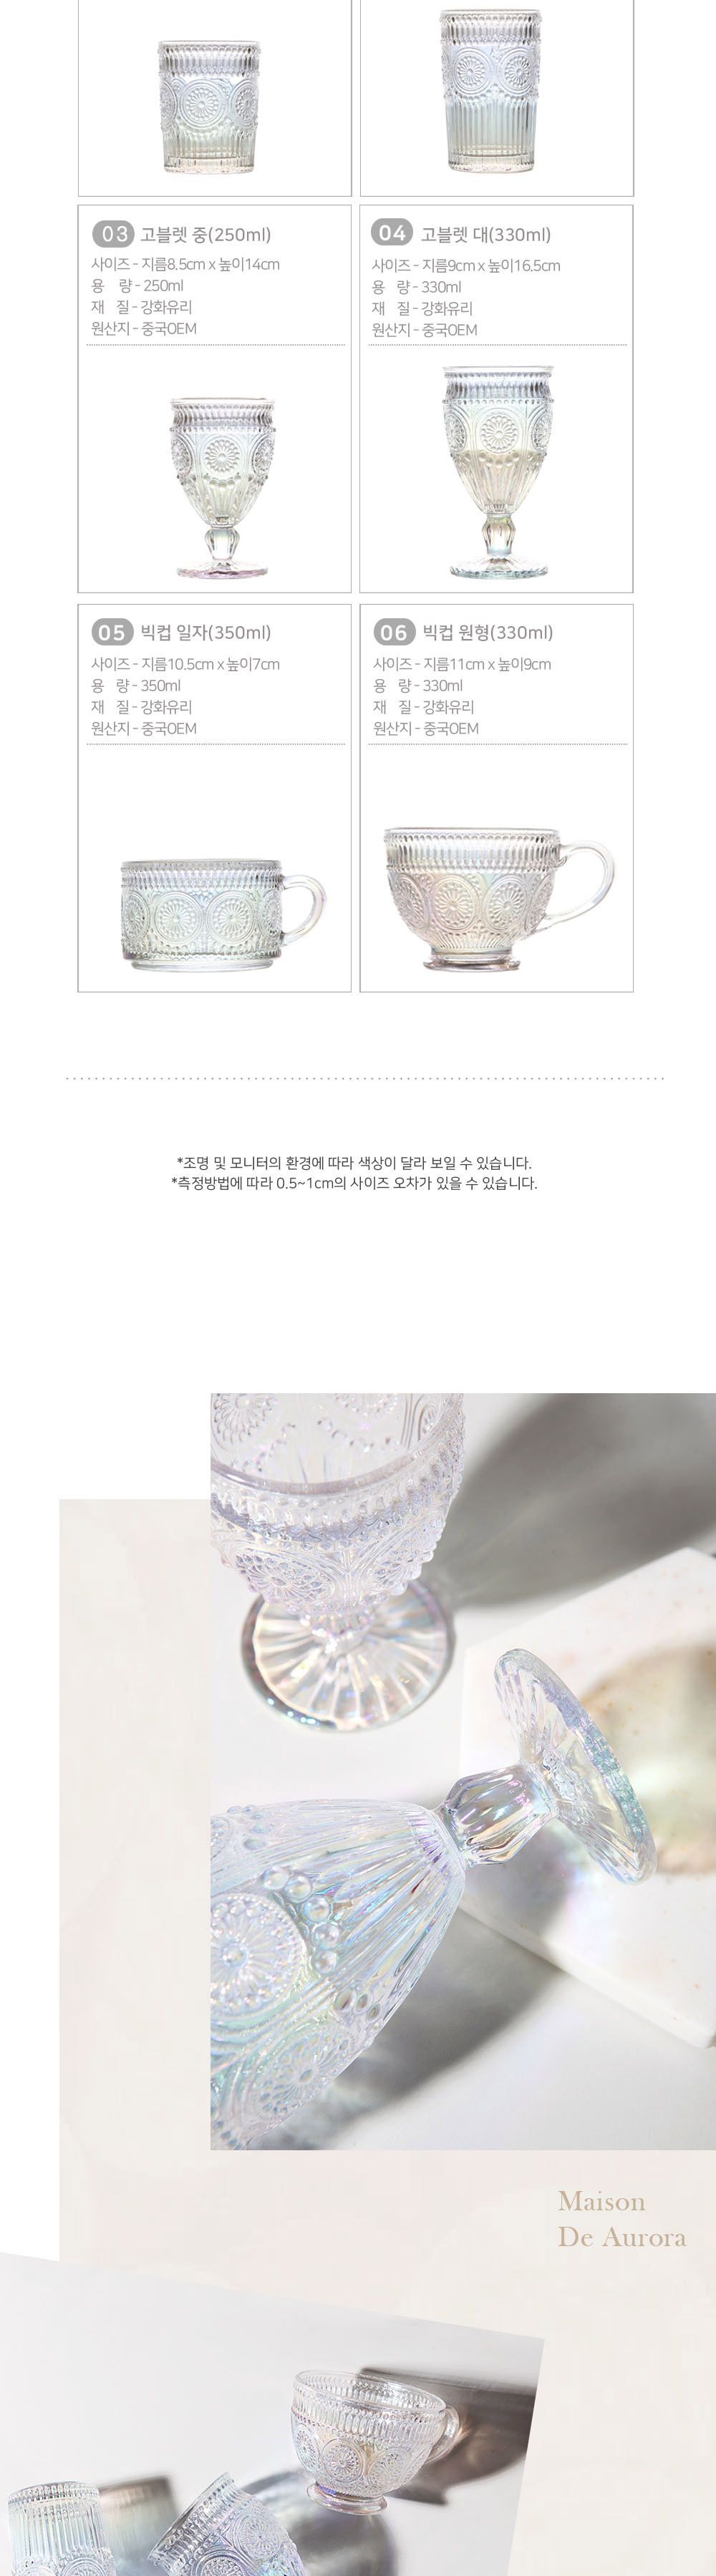 03 고블렛 중(250ml)
사이즈 - 지름8.5cm x 높이14cm
용 량 - 250ml
재 질 - 강화유리
원산지 - 중국OEM
04 고블렛 대(330ml)
사이즈 - 지름9cm x 높이16.5cm
용 량 - 330ml
재 질 - 강화유리
원산지 - 중국OEM
05 빅컵 일자(350ml)
사이즈 - 지름10.5cm x 높이7cm
용 량 - 350ml
재 질 - 강화유리
원산지 - 중국OEM
06 빅컵 원형(330ml)
사이즈 - 지름11cm x 높이9cm
용 량 - 330ml
재 질 - 강화유리
원산지 - 중국OEM
*조명 및 모니터의 환경에 따라 색상이 달라 보일 수 있습니다.
*측정방법에 따라 0.5~1cm의 사이즈 오차가 있을 수 있습니다.
Maison
De Aurora